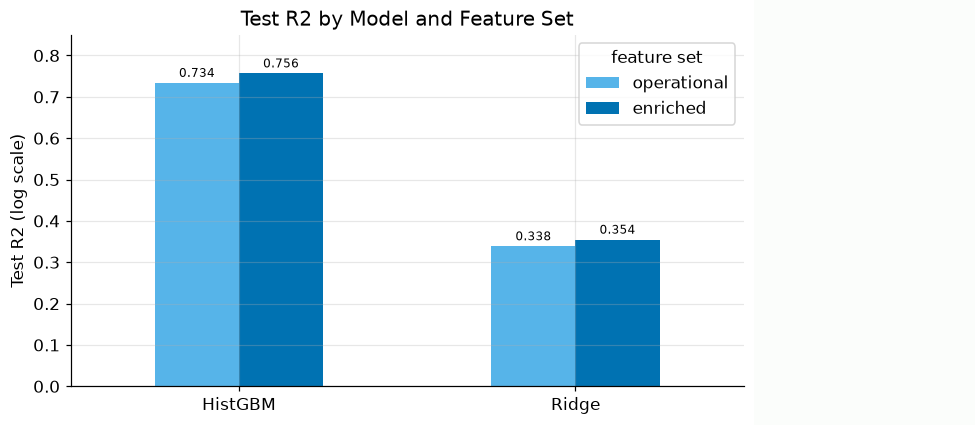 Test R2 by Model and Feature Set
Test R2 (log scale)
0.8
0.7
0.6
0.5
0.4
0.3
0.2
0.1
0.0
0.734
0.756
0.338
0.354
feature set
operational
enriched
HistGBM
Ridge